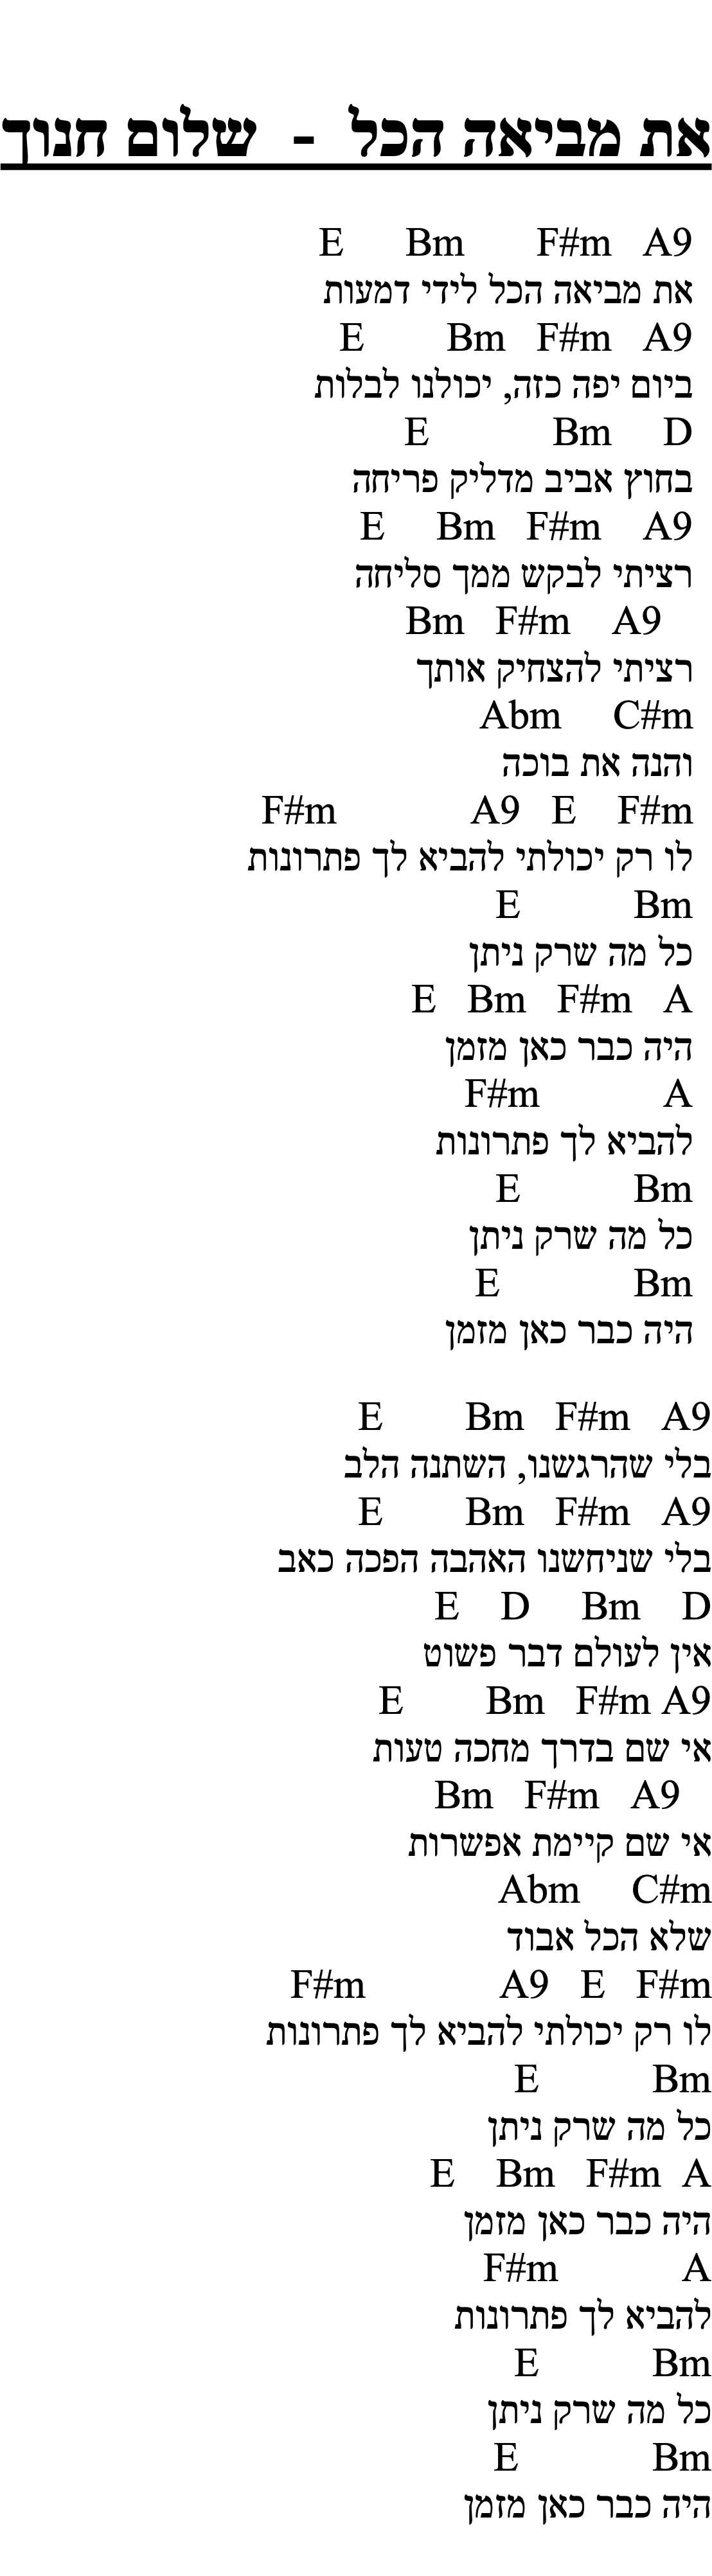 את מביאה הכל - שלום חנוך
A9 F#m Bm E
את מביאה הכל לידי דמעות
A9 F#m Bm E
ביום יפה כזה, יכולנו לבלות
D Bm E
בחוץ אביב מדליק פריחה
A9 F#m Bm E
רציתי לבקש ממך סליחה
A9 F#m Bm
רציתי להצחיק אותך
C#m Abm
והנה את בוכה
F#m E A9 F#m
לו רק יכולתי להביא לך פתרונות
Bm E
כל מה שרק ניתן
A F#m Bm E
היה כבר כאן מזמן
A F#m
להביא לך פתרונות
Bm E
כל מה שרק ניתן
Bm E
היה כבר כאן מזמן
A9 F#m Bm E
בלי שהרגשנו, השתנה הלב
A9 F#m Bm E
בלי שניחשנו האהבה הפכה כאב
D Bm D E
אין לעולם דבר פשוט
A9 F#m Bm E
אי שם בדרך מחכה טעות
A9 F#m Bm
אי שם קיימת אפשרות
C#m Abm
שלא הכל אבוד
F#m E A9 F#m
לו רק יכולתי להביא לך פתרונות
Bm E
כל מה שרק ניתן
A F#m Bm E
היה כבר כאן מזמן
A F#m
להביא לך פתרונות
Bm E
כל מה שרק ניתן
Bm E
היה כבר כאן מזמן